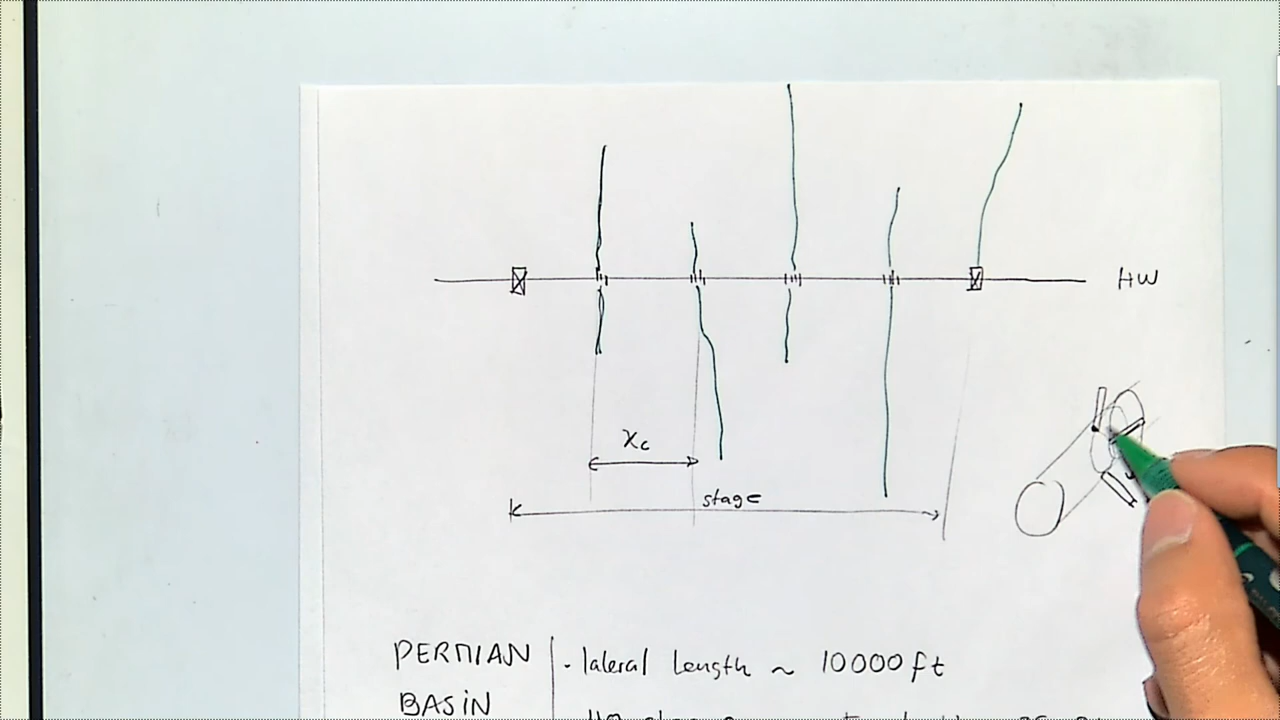 HW
xc
stage
PERMIAN
BASIN
. lateral length ~ 10000 ft